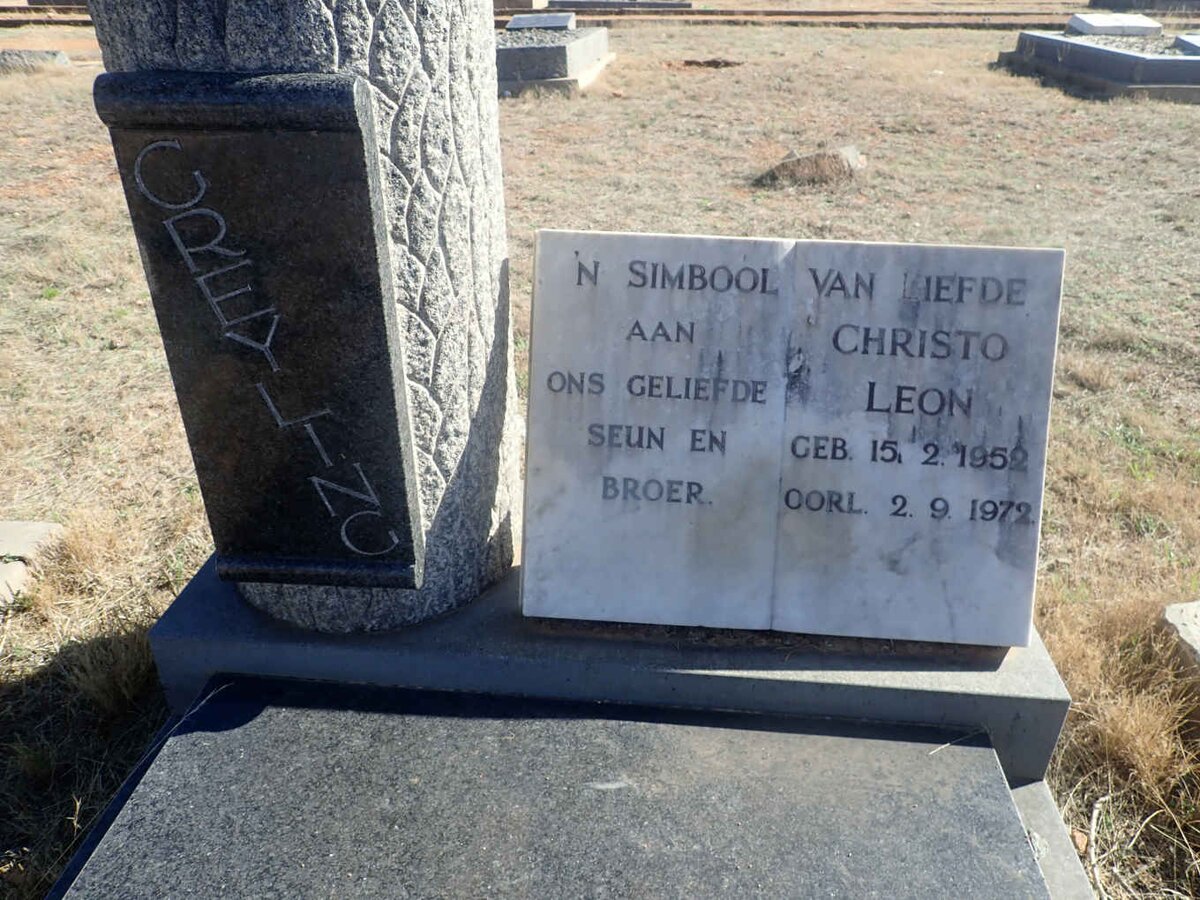 GREYLING
'N SIMBOOL
AAN
ONS GELIEFDE
SEUN EN
BROER.
VAN LIEFDE
CHRISTO
LEON
GEB. 15. 2. 1952
OORL. 2. 9. 1972.